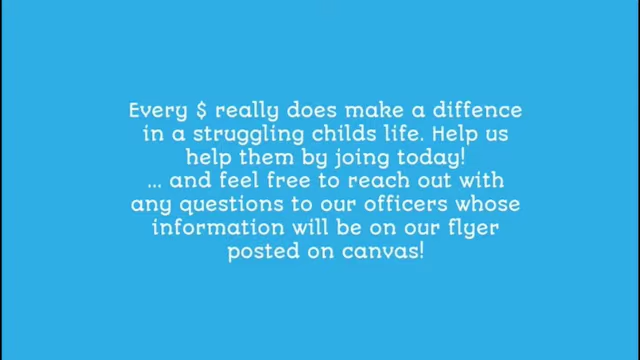 Every $ really does make a diffence
in a struggling childs life. Help us
help them by joing today!
... and feel free to reach out with
any questions to our officers whose
information will be on our flyer
posted on canvas!